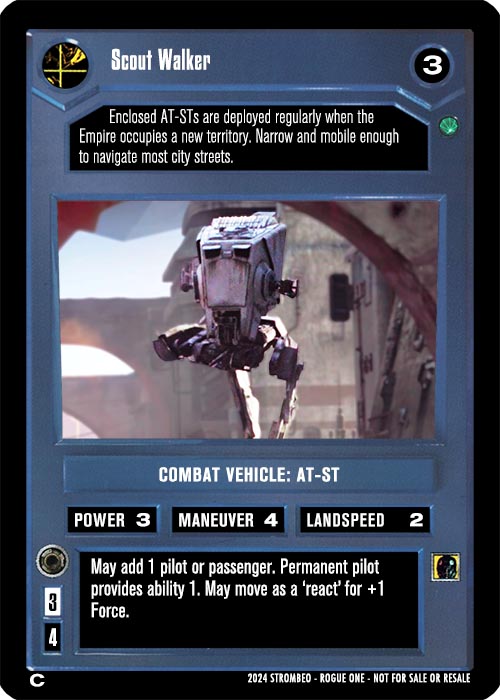 Scout Walker
3
Enclosed AT-STs are deployed regularly when the
Empire occupies a new territory. Narrow and mobile enough
to navigate most city streets.
COMBAT VEHICLE: AT-ST
POWER 3 MANEUVER 4 LANDSPEED 2
May add 1 pilot or passenger. Permanent pilot
provides ability 1. May move as a ‘react’ for +1
Force.
3
4
C
2024 STROMBEO - ROGUE ONE - NOT FOR SALE OR RESALE